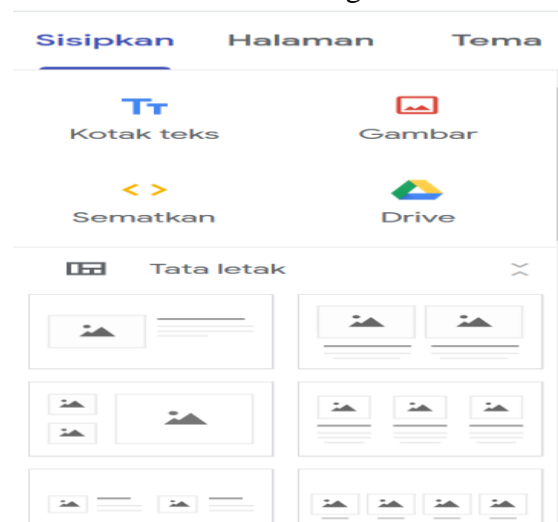 Sisipkan Halaman Tema
Kotak teks Gambar
Sematkan Drive
Tata letak